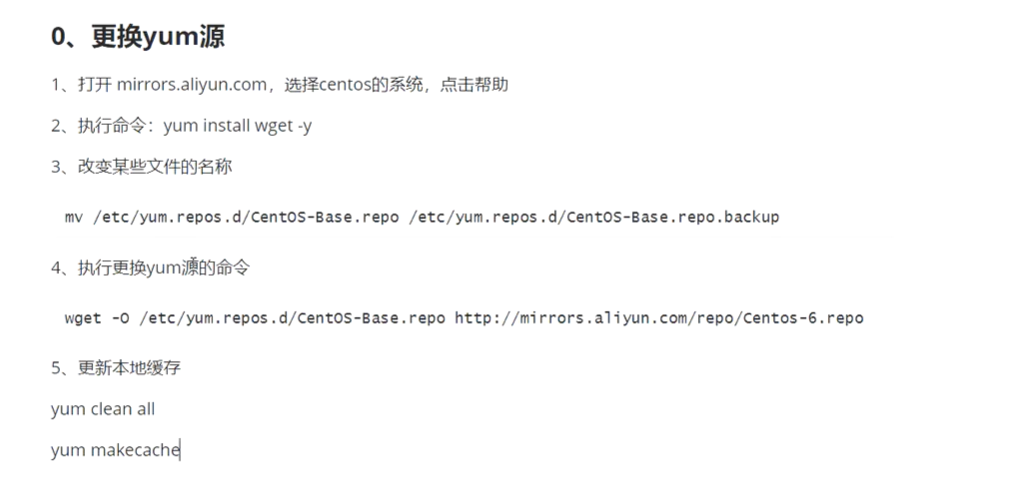 0、更换yum源
1、打开 mirrors.aliyun.com，选择centos的系统，点击帮助
2、执行命令：yum install wget -y
3、改变某些文件的名称
mv /etc/yum.repos.d/CentOS-Base.repo /etc/yum.repos.d/CentOS-Base.repo.backup
4、执行更换yum源的命令
wget -O /etc/yum.repos.d/CentOS-Base.repo http://mirrors.aliyun.com/repo/Centos-6.repo
5、更新本地缓存
yum clean all
yum makecache